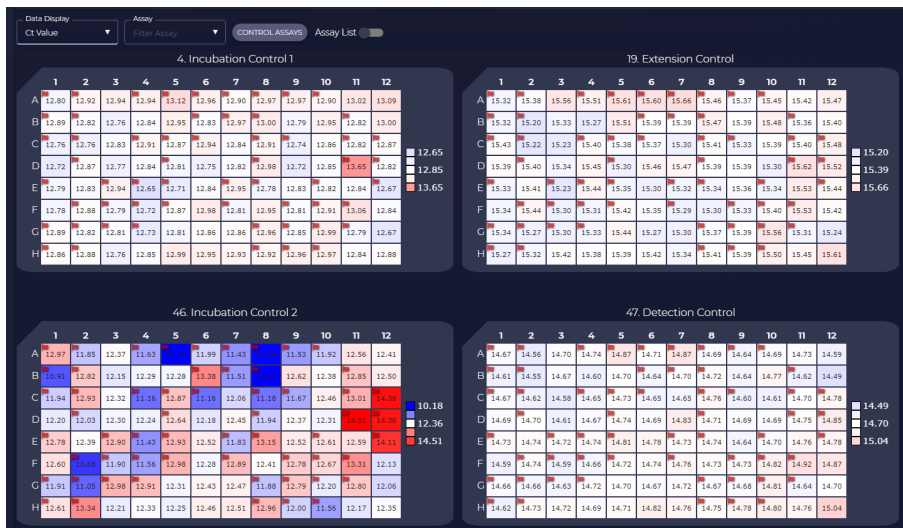 Data Display
Ct Value
Assay
Filter Assay
CONTROL ASSAYS
Assay List
4. Incubation Control 1
1 2 3 4 5 6 7 8 9 10 11 12
A 12.80 12.92 12.94 12.94 13.12 12.96 12.90 12.97 12.97 12.90 13.02 13.09
B 12.89 12.82 12.76 12.84 12.95 12.83 12.97 13.00 12.79 12.95 12.82 13.00
C 12.76 12.76 12.83 12.91 12.87 12.94 12.84 12.91 12.74 12.86 12.82 12.87
D 12.72 12.87 12.77 12.84 12.81 12.75 12.82 12.98 12.72 12.85 13.65 12.82
E 12.79 12.83 12.94 12.65 12.71 12.84 12.95 12.78 12.83 12.82 12.84 12.67
F 12.78 12.88 12.79 12.72 12.87 12.98 12.81 12.95 12.81 12.91 13.06 12.84
G 12.89 12.82 12.81 12.73 12.81 12.86 12.86 12.96 12.85 12.99 12.79 12.67
H 12.86 12.88 12.76 12.85 12.99 12.95 12.93 12.92 12.96 12.97 12.84 12.88
12.65
12.85
13.65
19. Extension Control
1 2 3 4 5 6 7 8 9 10 11 12
A 15.32 15.38 15.56 15.51 15.61 15.60 15.66 15.46 15.37 15.45 15.42 15.47
B 15.32 15.20 15.33 15.27 15.51 15.39 15.39 15.47 15.39 15.48 15.36 15.40
C 15.43 15.22 15.23 15.40 15.38 15.37 15.38 15.41 15.33 15.39 15.40 15.48
D 15.39 15.40 15.34 15.45 15.30 15.46 15.47 15.39 15.39 15.30 15.62 15.52
E 15.33 15.41 15.23 15.44 15.35 15.30 15.32 15.34 15.36 15.34 15.53 15.44
F 15.34 15.44 15.30 15.31 15.42 15.35 15.29 15.30 15.33 15.40 15.53 15.42
G 15.34 15.27 15.30 15.33 15.44 15.27 15.30 15.37 15.39 15.56 15.31 15.24
H 15.27 15.32 15.42 15.38 15.39 15.42 15.34 15.41 15.39 15.50 15.45 15.61
15.20
15.39
15.66
46. Incubation Control 2
1 2 3 4 5 6 7 8 9 10 11 12
A 12.97 11.85 12.37 11.63 11.99 11.43 11.53 11.92 12.56 12.41
B 10.91 12.82 12.15 12.29 12.28 13.38 11.51 12.62 12.38 12.85 12.50
C 11.94 12.93 12.32 11.16 12.87 11.16 12.06 11.18 11.67 12.46 13.01 14.38
D 12.20 12.03 12.30 12.24 12.64 12.18 12.45 11.94 12.37 12.31 14.51 14.36
E 12.78 12.39 12.90 11.43 12.93 12.52 11.83 13.15 12.52 12.61 12.59 14.11
F 12.60 10.68 11.90 11.56 12.98 12.28 12.89 12.41 12.78 12.67 13.31 12.13
G 11.91 11.05 12.98 12.91 12.31 12.43 12.47 11.88 12.79 12.20 12.80 12.06
H 12.61 13.34 12.21 12.33 12.25 12.46 12.51 12.96 12.00 11.56 12.17 12.35
10.18
12.36
14.51
47. Detection Control
1 2 3 4 5 6 7 8 9 10 11 12
A 14.67 14.56 14.70 14.74 14.87 14.71 14.87 14.69 14.64 14.69 14.73 14.59
B 14.61 14.55 14.67 14.60 14.70 14.64 14.70 14.72 14.64 14.77 14.62 14.49
C 14.67 14.62 14.58 14.65 14.73 14.65 14.76 14.65 14.76 14.61 14.70 14.78
D 14.69 14.70 14.61 14.67 14.74 14.69 14.83 14.71 14.69 14.69 14.75 14.85
E 14.73 14.74 14.72 14.74 14.81 14.78 14.73 14.74 14.64 14.70 14.76 14.78
F 14.59 14.74 14.59 14.66 14.72 14.74 14.76 14.73 14.73 14.82 14.92 14.87
G 14.66 14.66 14.63 14.72 14.70 14.74 14.67 14.67 14.68 14.81 14.64 14.70
H 14.62 14.73 14.72 14.69 14.71 14.82 14.76 14.75 14.78 14.80 14.76 15.04
14.49
14.70
15.04